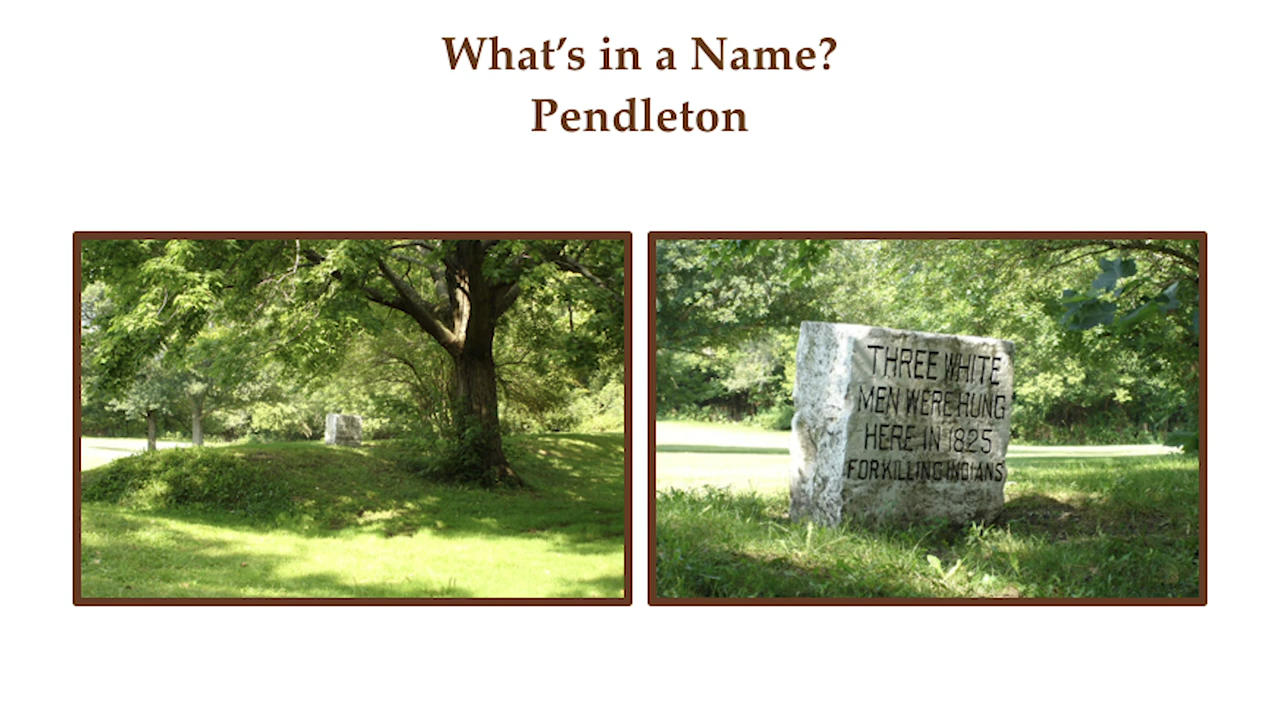 What’s in a Name?
Pendleton
THREE WHITE
MEN WERE HUNG
HERE IN 1825
FOR KILLING INDIANS